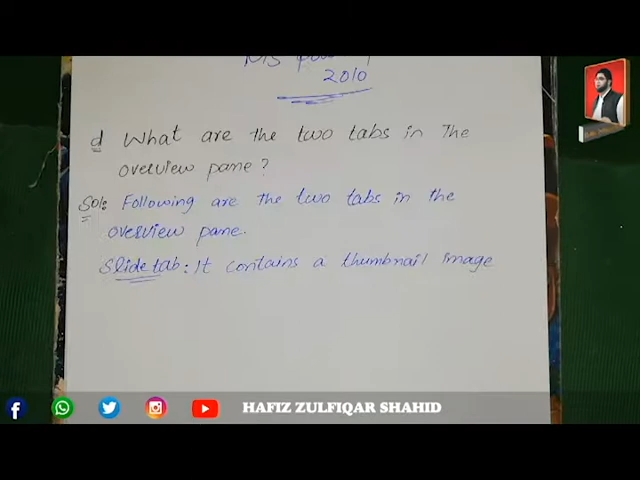 MS
2010
d What are the two tabs in The
overview pane?
Sol: Following are the two tabs in the
overview pane.
Slide tab: It contains a thumbnail image
HAFIZ ZULFIQAR SHAHID